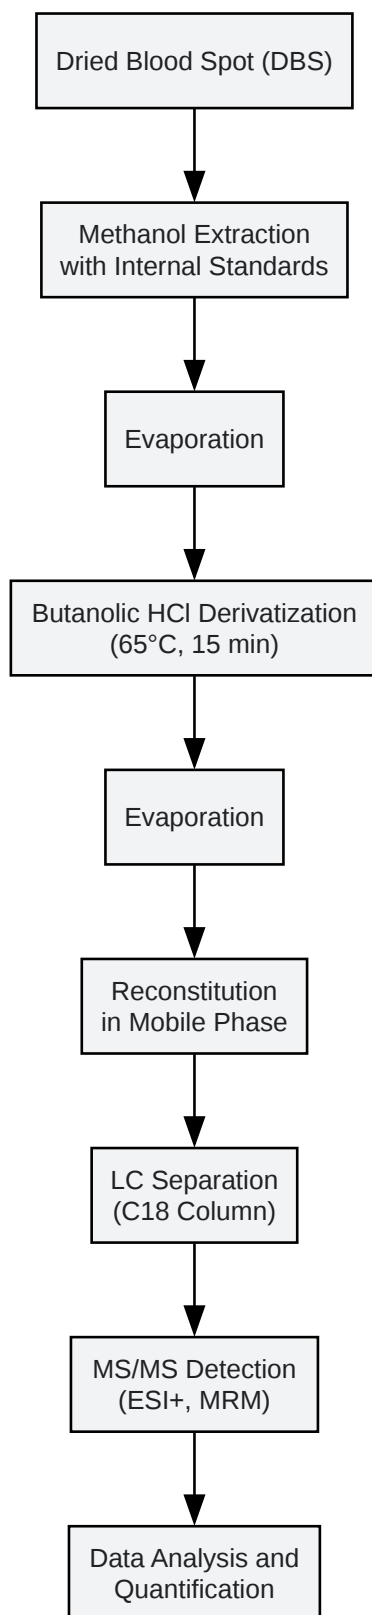 Dried Blood Spot (DBS)
Methanol Extraction
with Internal Standards
Evaporation
Butanolic HCl Derivatization
(65°C, 15 min)
Evaporation
Reconstitution
in Mobile Phase
LC Separation
(C18 Column)
MS/MS Detection
(ESI+, MRM)
Data Analysis and
Quantification